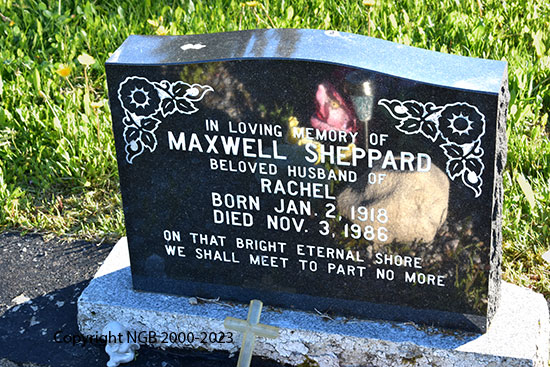 IN LOVING MEMORY OF
MAXWELL SHEPPARD
BELOVED HUSBAND OF
RACHEL
BORN JAN. 2, 1918
DIED NOV. 3, 1986
ON THAT BRIGHT ETERNAL SHORE
WE SHALL MEET TO PART NO MORE
Copyright NGB 2000-2023